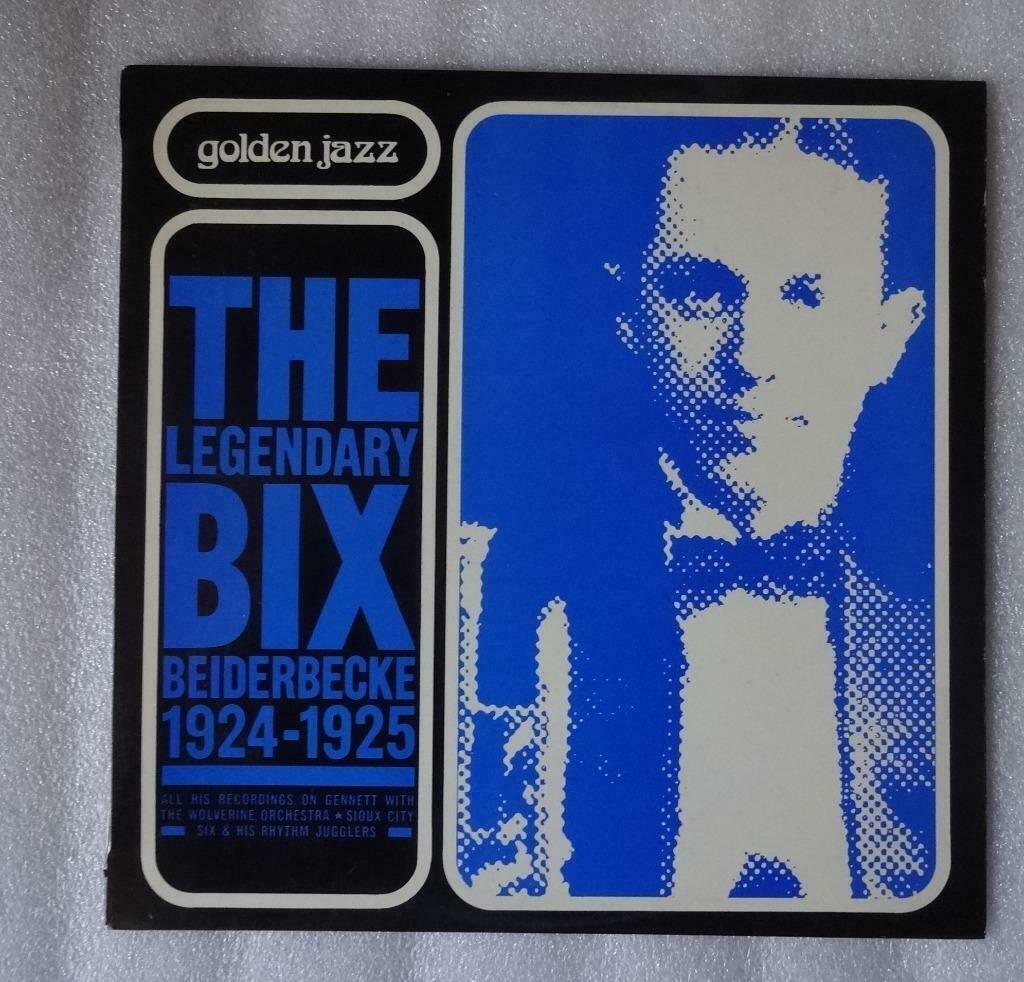 golden jazz
THE
LEGENDARY
BIX
BEIDERBECKE
1924-1925
ALL HIS RECORDINGS ON GENNETT WITH
THE WOLVERINE ORCHESTRA ★ SIOUX CITY
SIX & HIS RHYTHM JUGGLERS